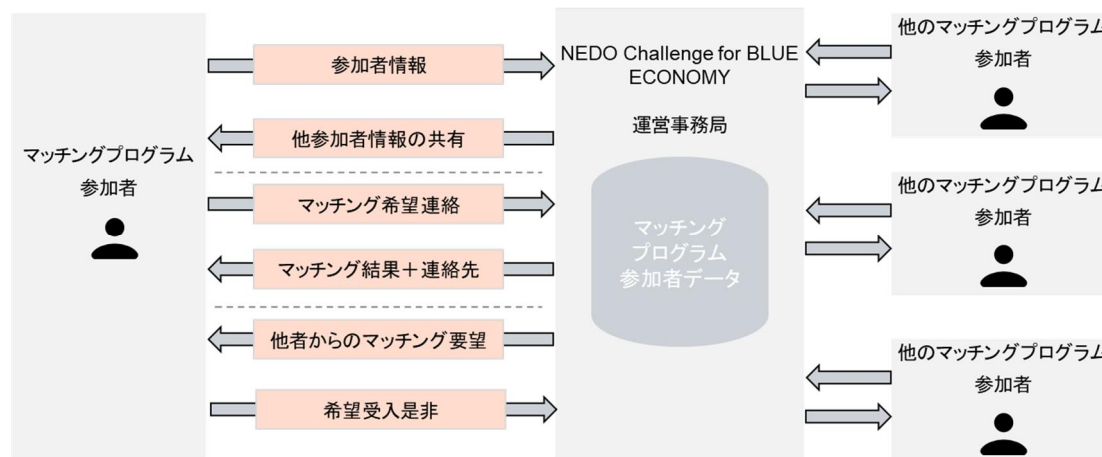 マッチングプログラム
参加者
参加者情報
他参加者情報の共有
マッチング希望連絡
マッチング結果＋連絡先
他者からのマッチング要望
希望受入是非
NEDO Challenge for BLUE
ECONOMY
運営事務局
マッチング
プログラム
参加者データ
他のマッチングプログラム
参加者
他のマッチングプログラム
参加者
他のマッチングプログラム
参加者